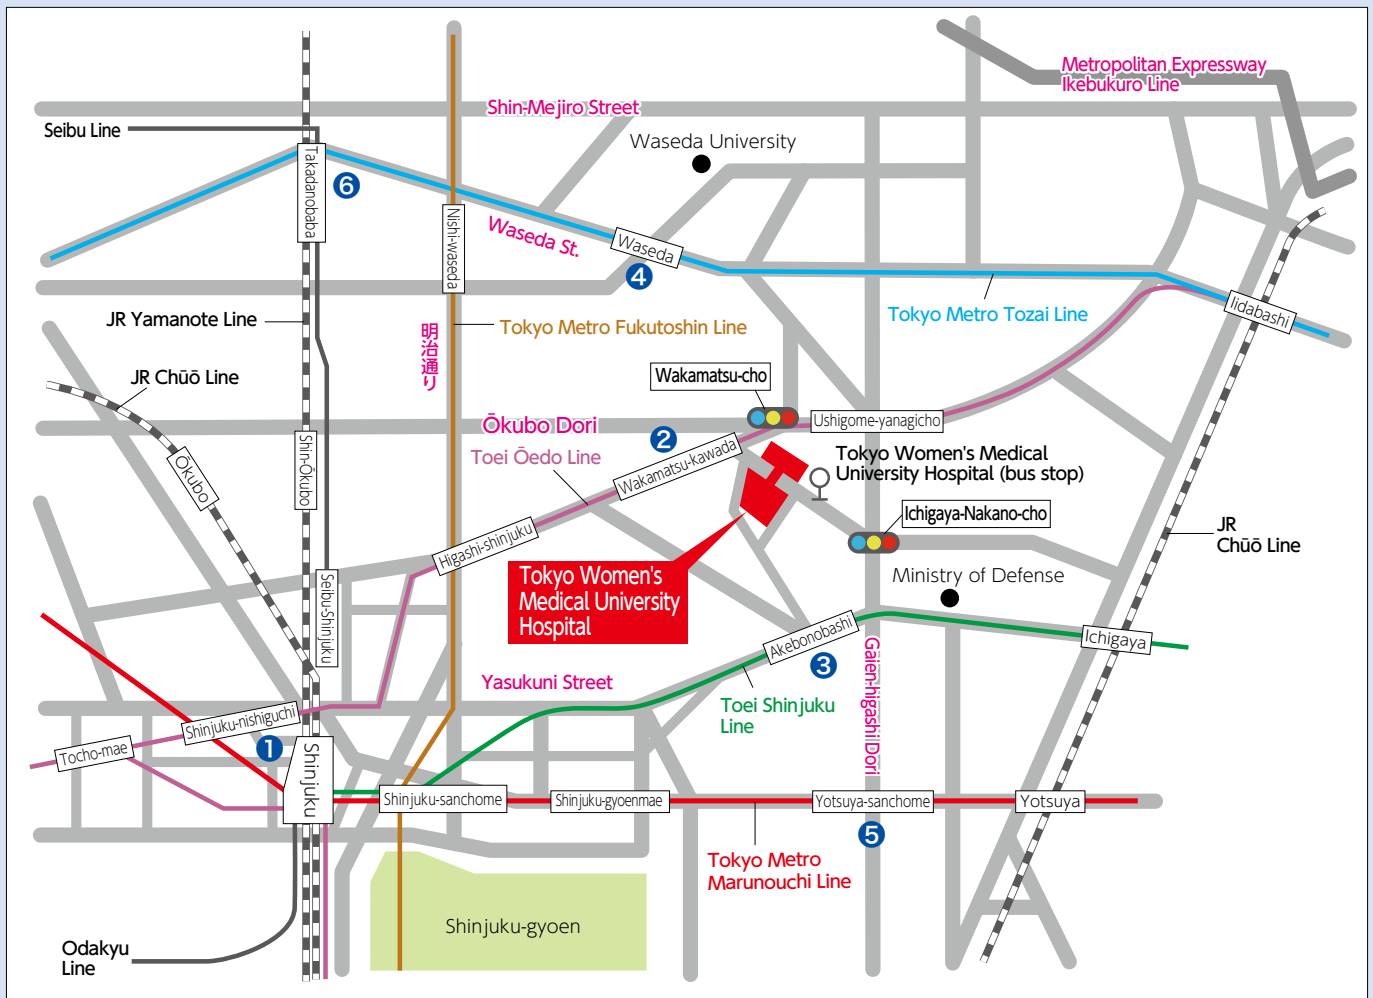 Metropolitan Expressway
Ikebukuro Line
Shin-Mejiro Street
Seibu Line
Waseda University
Takadanobaba
6
Nishi-waseda
Waseda St.
Waseda
4
JR Yamanote Line
明治通り
Tokyo Metro Fukutoshin Line
Tokyo Metro Tozai Line
Iidabashi
JR Chūō Line
Wakamatsu-cho
Ōkubo Dori
2
Ushigome-yanagicho
Toei Ōedo Line
Wakamatsu-kawada
Tokyo Women's Medical
University Hospital (bus stop)
Ōkubo
Shin-Ōkubo
Ichigaya-Nakano-cho
JR
Chūō Line
Higashi-shinjuku
Tokyo Women's
Medical University
Hospital
Ministry of Defense
Seibu-Shinjuku
Akebonobashi
3
Ichigaya
Gaien-higashi Dori
Yasukuni Street
Toei Shinjuku
Line
Shinjuku-nishiguchi
Tocho-mae
1
Shinjuku
Shinjuku-sanchome
Shinjuku-gyoenmae
Yotsuya-sanchome
Yotsuya
5
Tokyo Metro
Marunouchi Line
Shinjuku-gyoen
Odakyu
Line